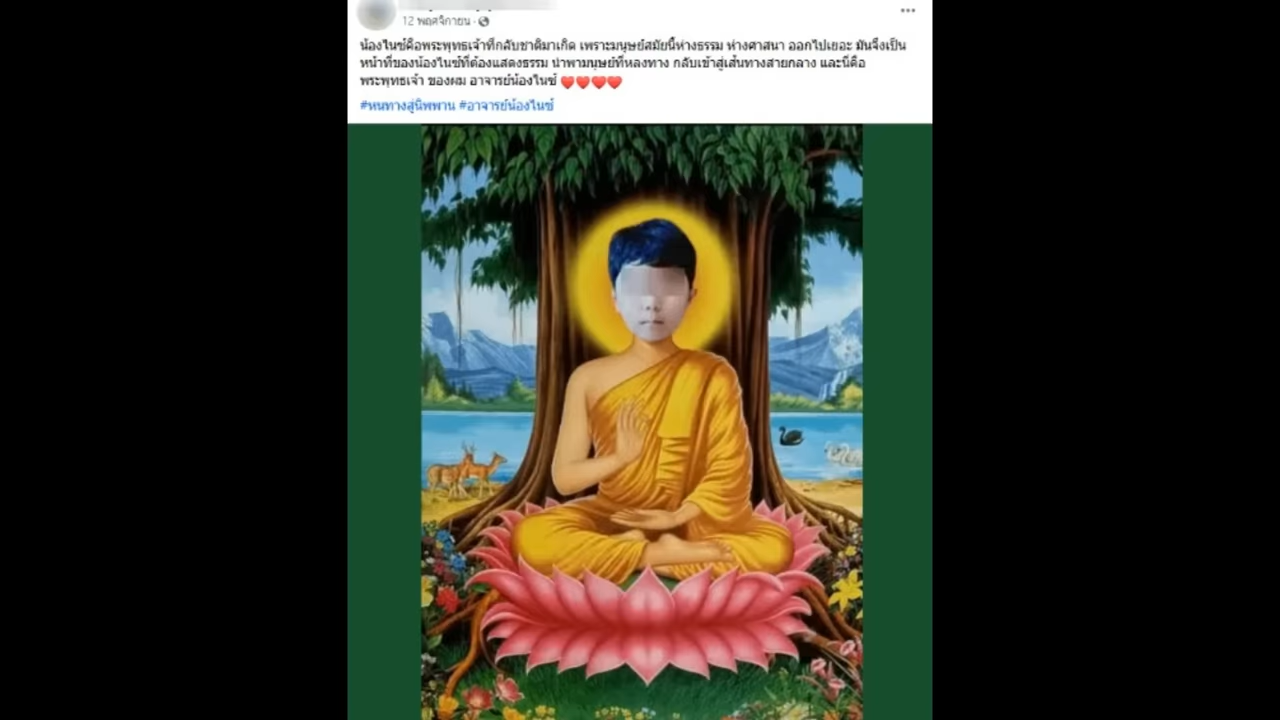 12 พฤศจิกายน
น้องไนซ์คือพระพุทธเจ้าที่กลับชาติมาเกิด เพราะมนุษย์สมัยนี้ห่างธรรม ห่างศาสนา ออกไปเยอะ มันจึงเป็น
หน้าที่ของน้องไนซ์ที่ต้องแสดงธรรม นำพามนุษย์ที่หลงทาง กลับเข้าสู่เส้นทางสายกลาง และนี่คือ
พระพุทธเจ้า ของผม อาจารย์น้องไนซ์
#หนทางสู่นิพพาน #อาจารย์น้องไนซ์